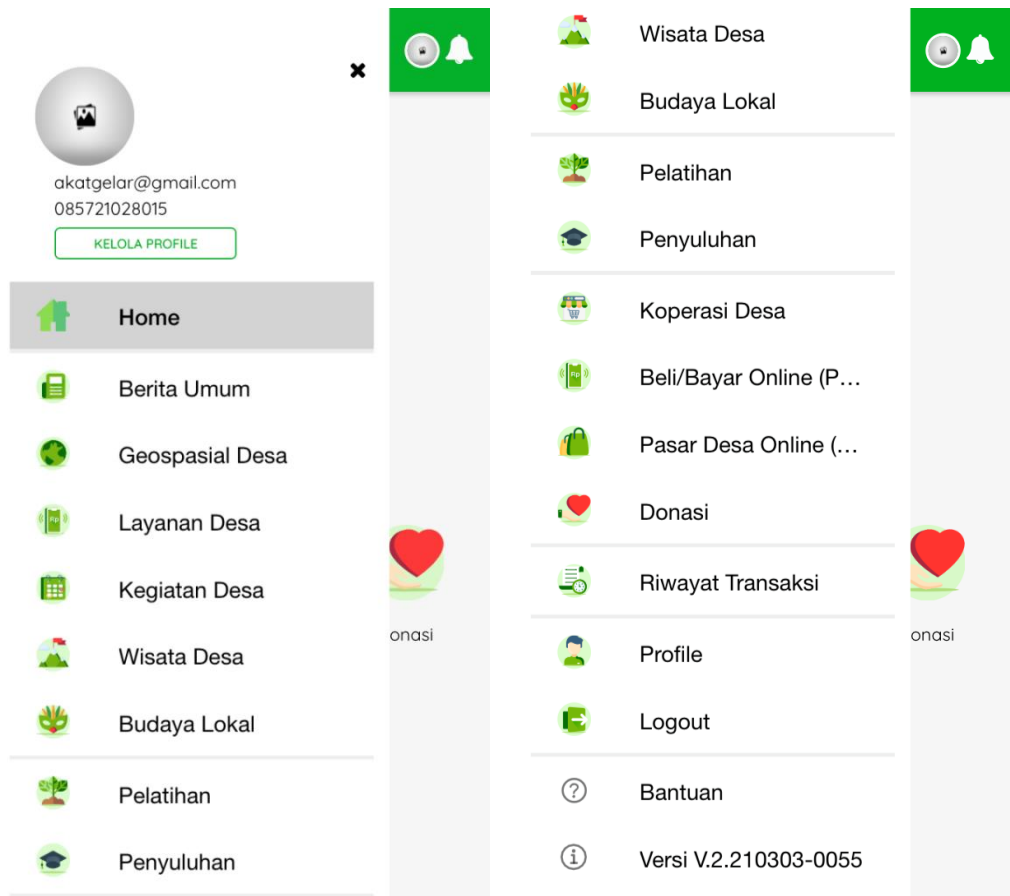 akatgelar@gmail.com
085721028015
KELOLA PROFILE
Home
Berita Umum
Geospasial Desa
Rp
Layanan Desa
Kegiatan Desa
Wisata Desa
Budaya Lokal
Pelatihan
Penyuluhan
onasi
Wisata Desa
Budaya Lokal
Pelatihan
Penyuluhan
Koperasi Desa
Rp
Beli/Bayar Online (P...
Pasar Desa Online (...
Donasi
Riwayat Transaksi
Profile
Logout
Bantuan
Versi V.2.210303-0055
onasi